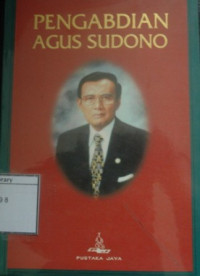 PENGABDIAN
AGUS SUDONO
PUSTAKA JAYA